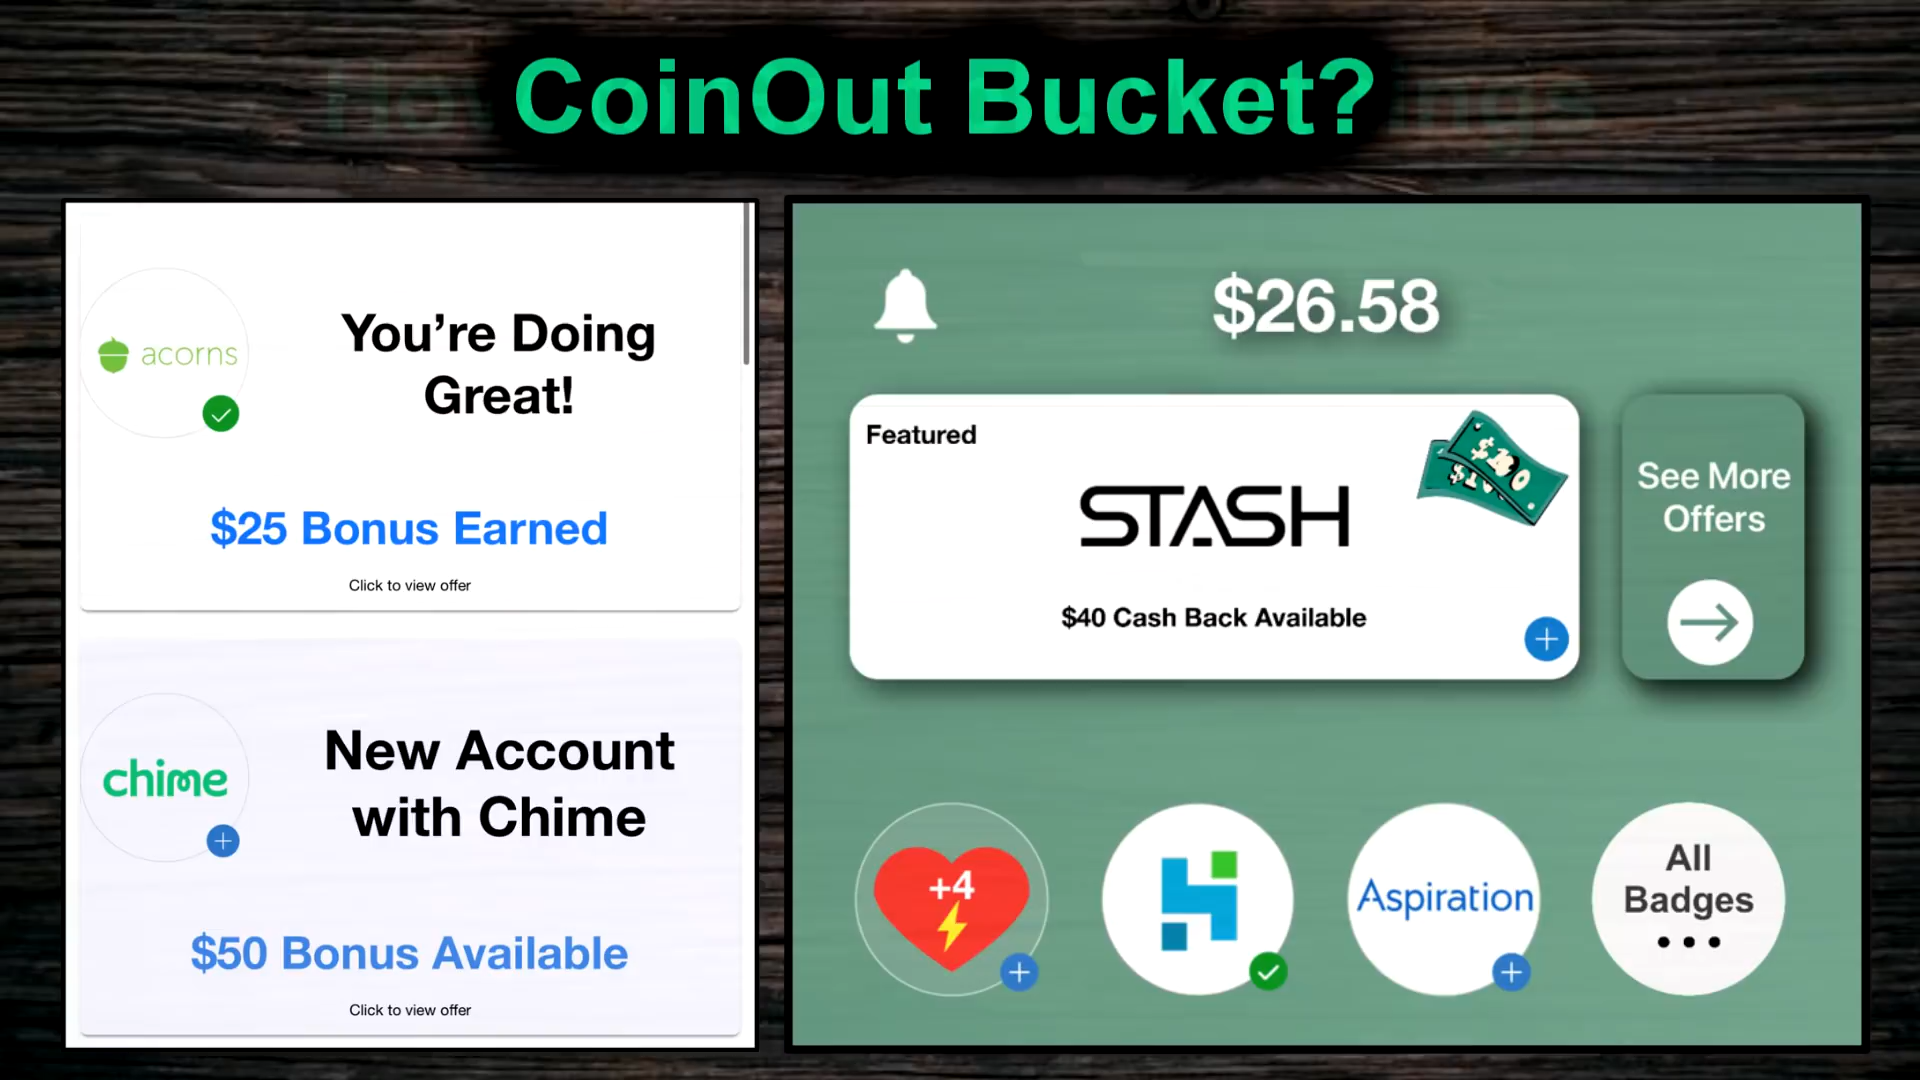 CoinOut Bucket?
acorns
You're Doing
Great!
$25 Bonus Earned
Click to view offer
chime
New Account
with Chime
$50 Bonus Available
Click to view offer
$26.58
Featured
STASH
$40 Cash Back Available
See More
Offers
+4
Aspiration
All
Badges